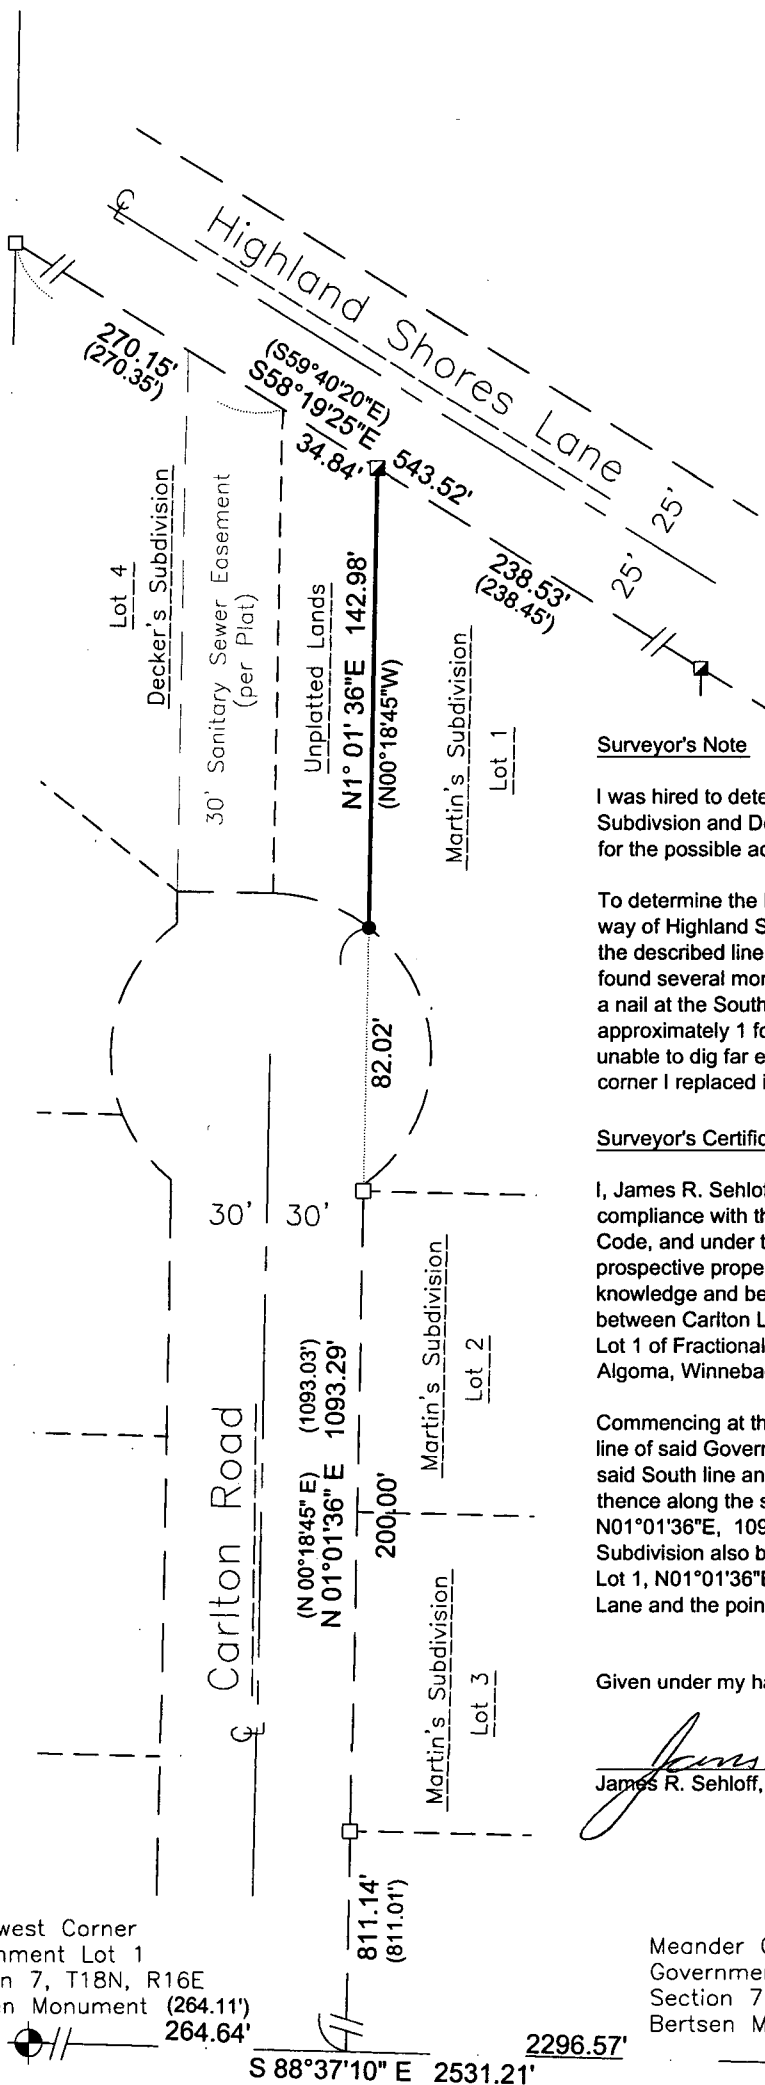 ℄
Highland Shores Lane
270.15'
(270.35')
(S59°40'20"E)
S58°19'25"E
34.84'
543.52'
25'
25'
238.53'
(238.45')
Lot 4
Decker's Subdivision
30' Sanitary Sewer Easement
(per Plat)
Unplatted Lands
N1° 01' 36"E 142.98'
(N00°18'45"W)
Martin's Subdivision
Lot 1
82.02'
30'
30'
Martin's Subdivision
Lot 2
(N 00°18'45" E) (1093.03')
N 01°01'36" E 1093.29'
200.00'
℄ Carlton Road
Martin's Subdivision
Lot 3
811.14'
(811.01')
Surveyor's Note
I was hired to dete
Subdivsion and De
for the possible ac
To determine the
way of Highland S
the described line
found several mor
a nail at the South
approximately 1 fo
unable to dig far e
corner I replaced i
Surveyor's Certific
I, James R. Sehlof
compliance with th
Code, and under t
prospective prope
knowledge and be
between Carlton L
Lot 1 of Fractional
Algoma, Winneba
Commencing at th
line of said Govern
said South line an
thence along the s
N01°01'36"E, 109
Subdivision also b
Lot 1, N01°01'36"E
Lane and the poin
Given under my ha
James R. Sehloff,
west Corner
nment Lot 1
n 7, T18N, R16E
en Monument (264.11')
264.64'
S 88°37'10" E 2531.21'
2296.57'
Meander
Governme
Section 7
Bertsen M